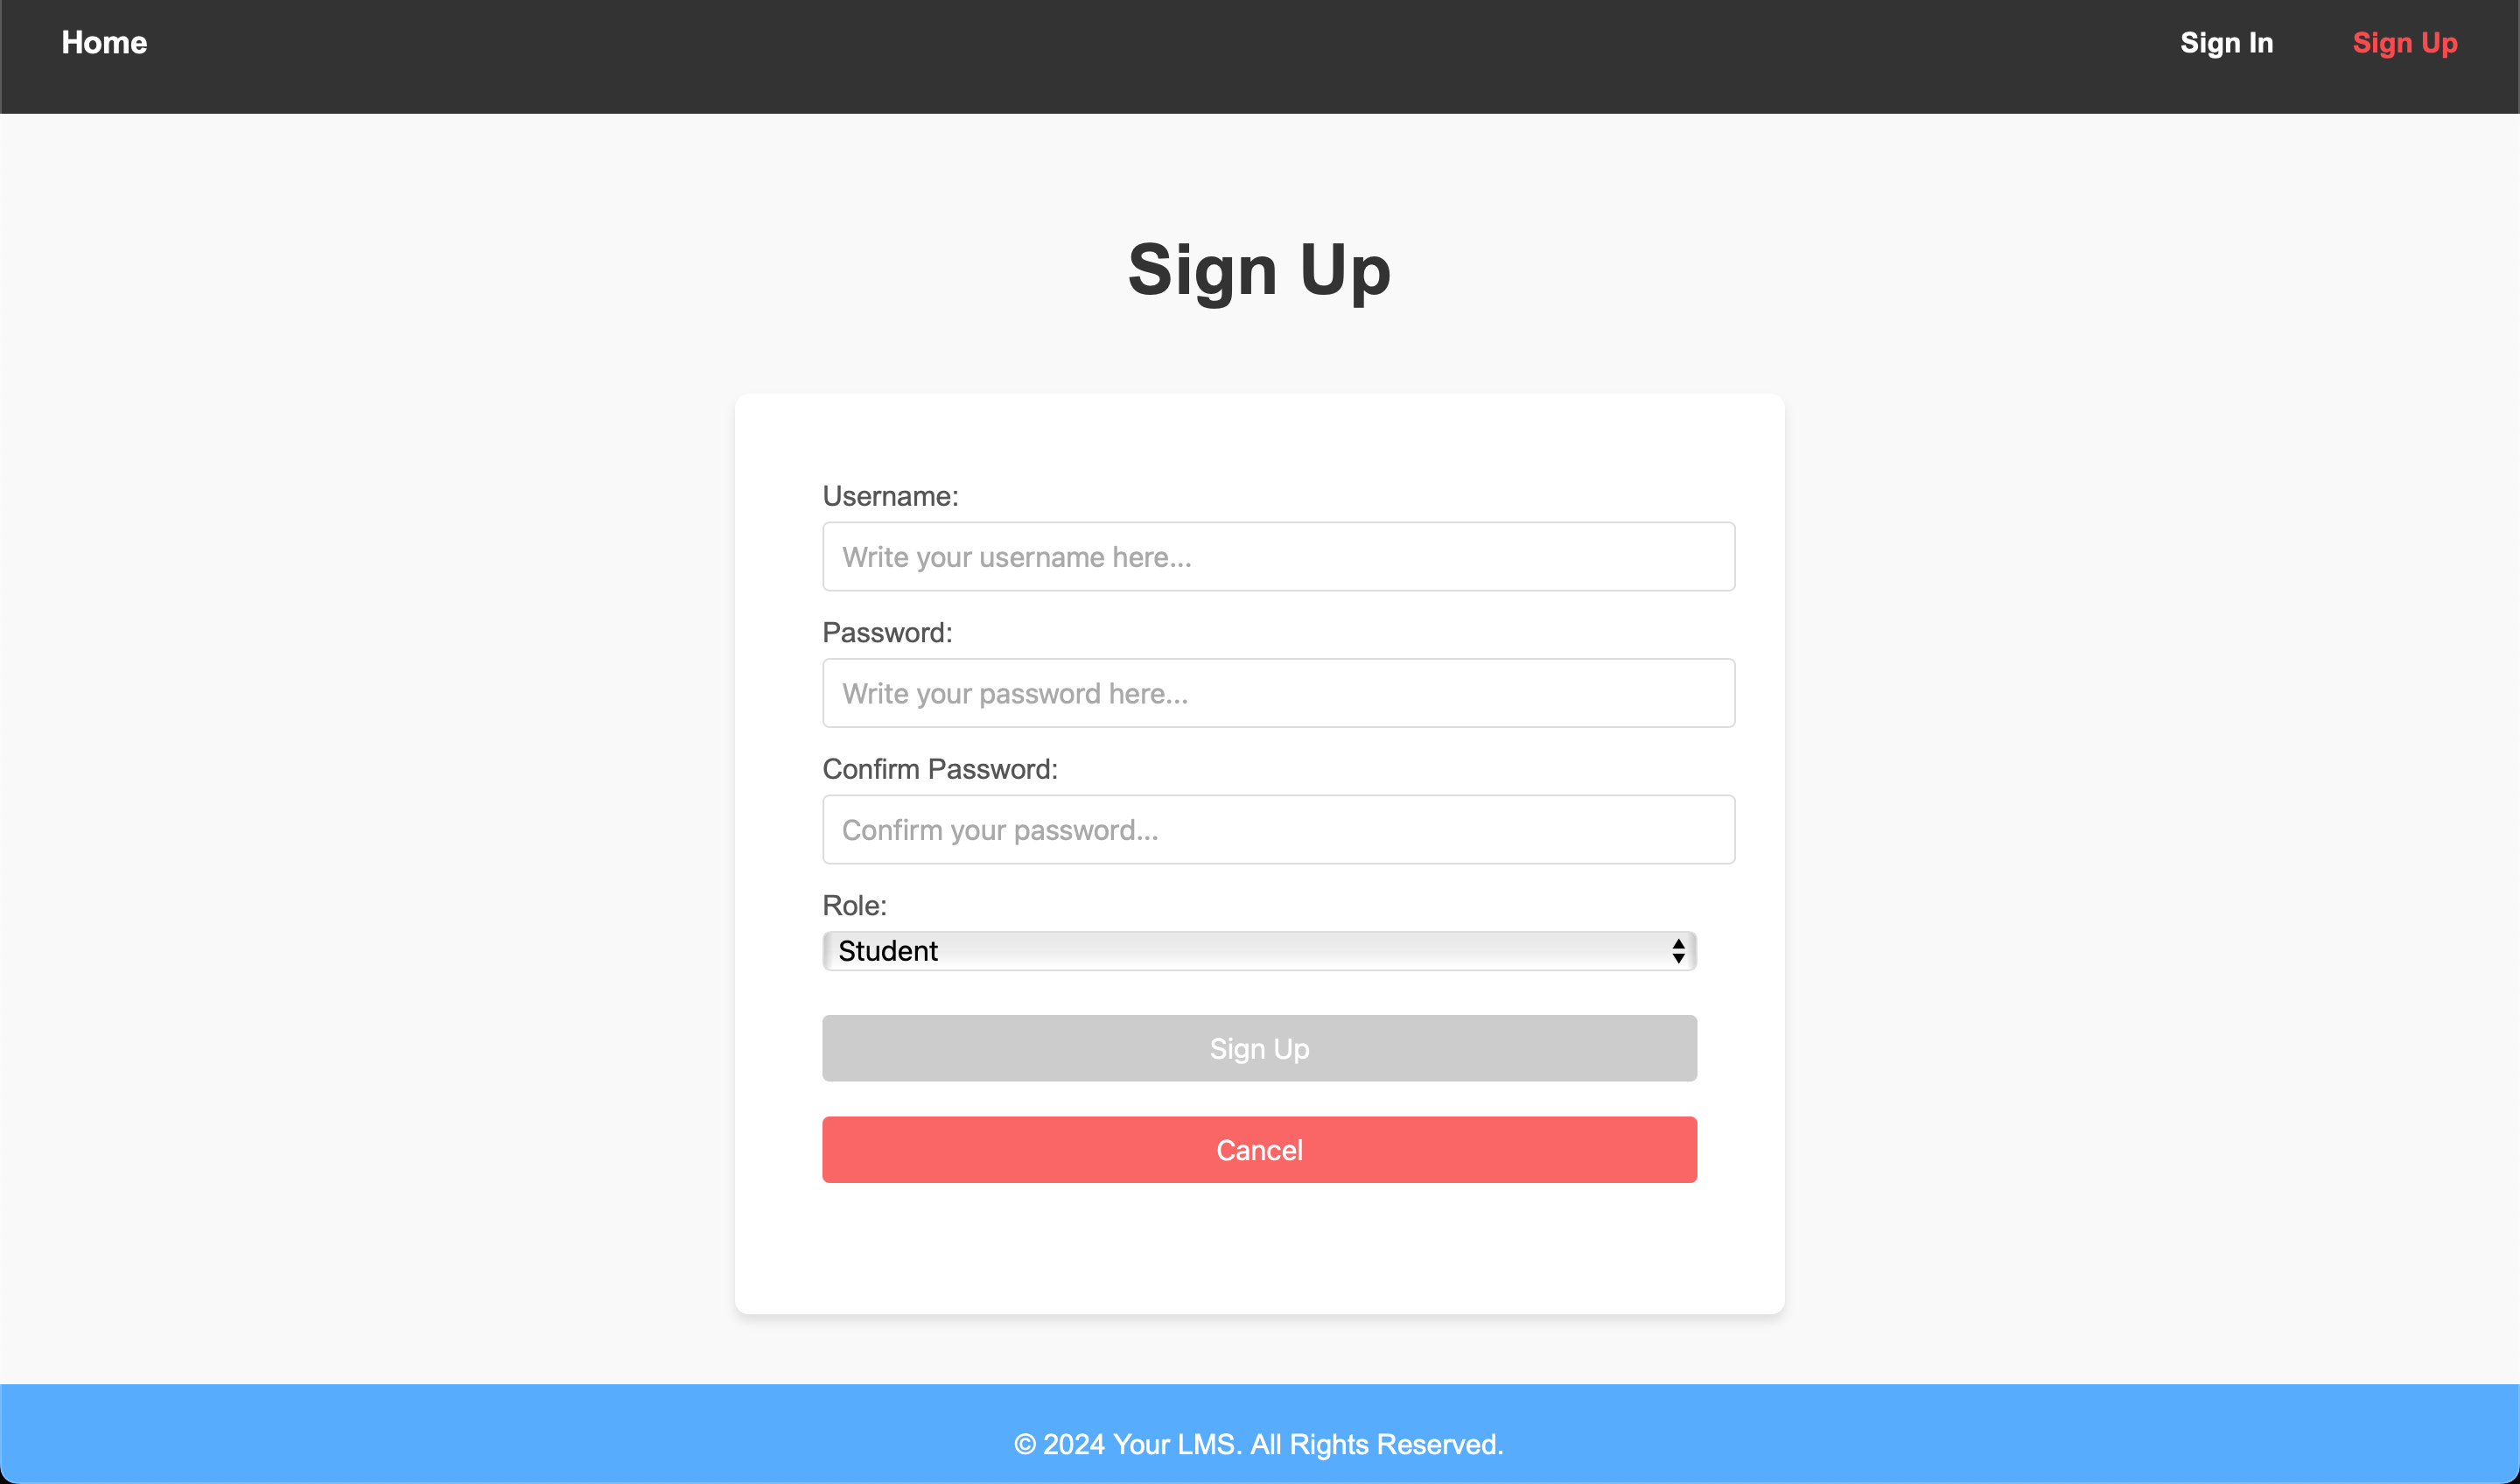 Home
Sign In
Sign Up
Sign Up
Username:
Write your username here...
Password:
Write your password here...
Confirm Password:
Confirm your password...
Role:
Student
Sign Up
Cancel
© 2024 Your LMS. All Rights Reserved.